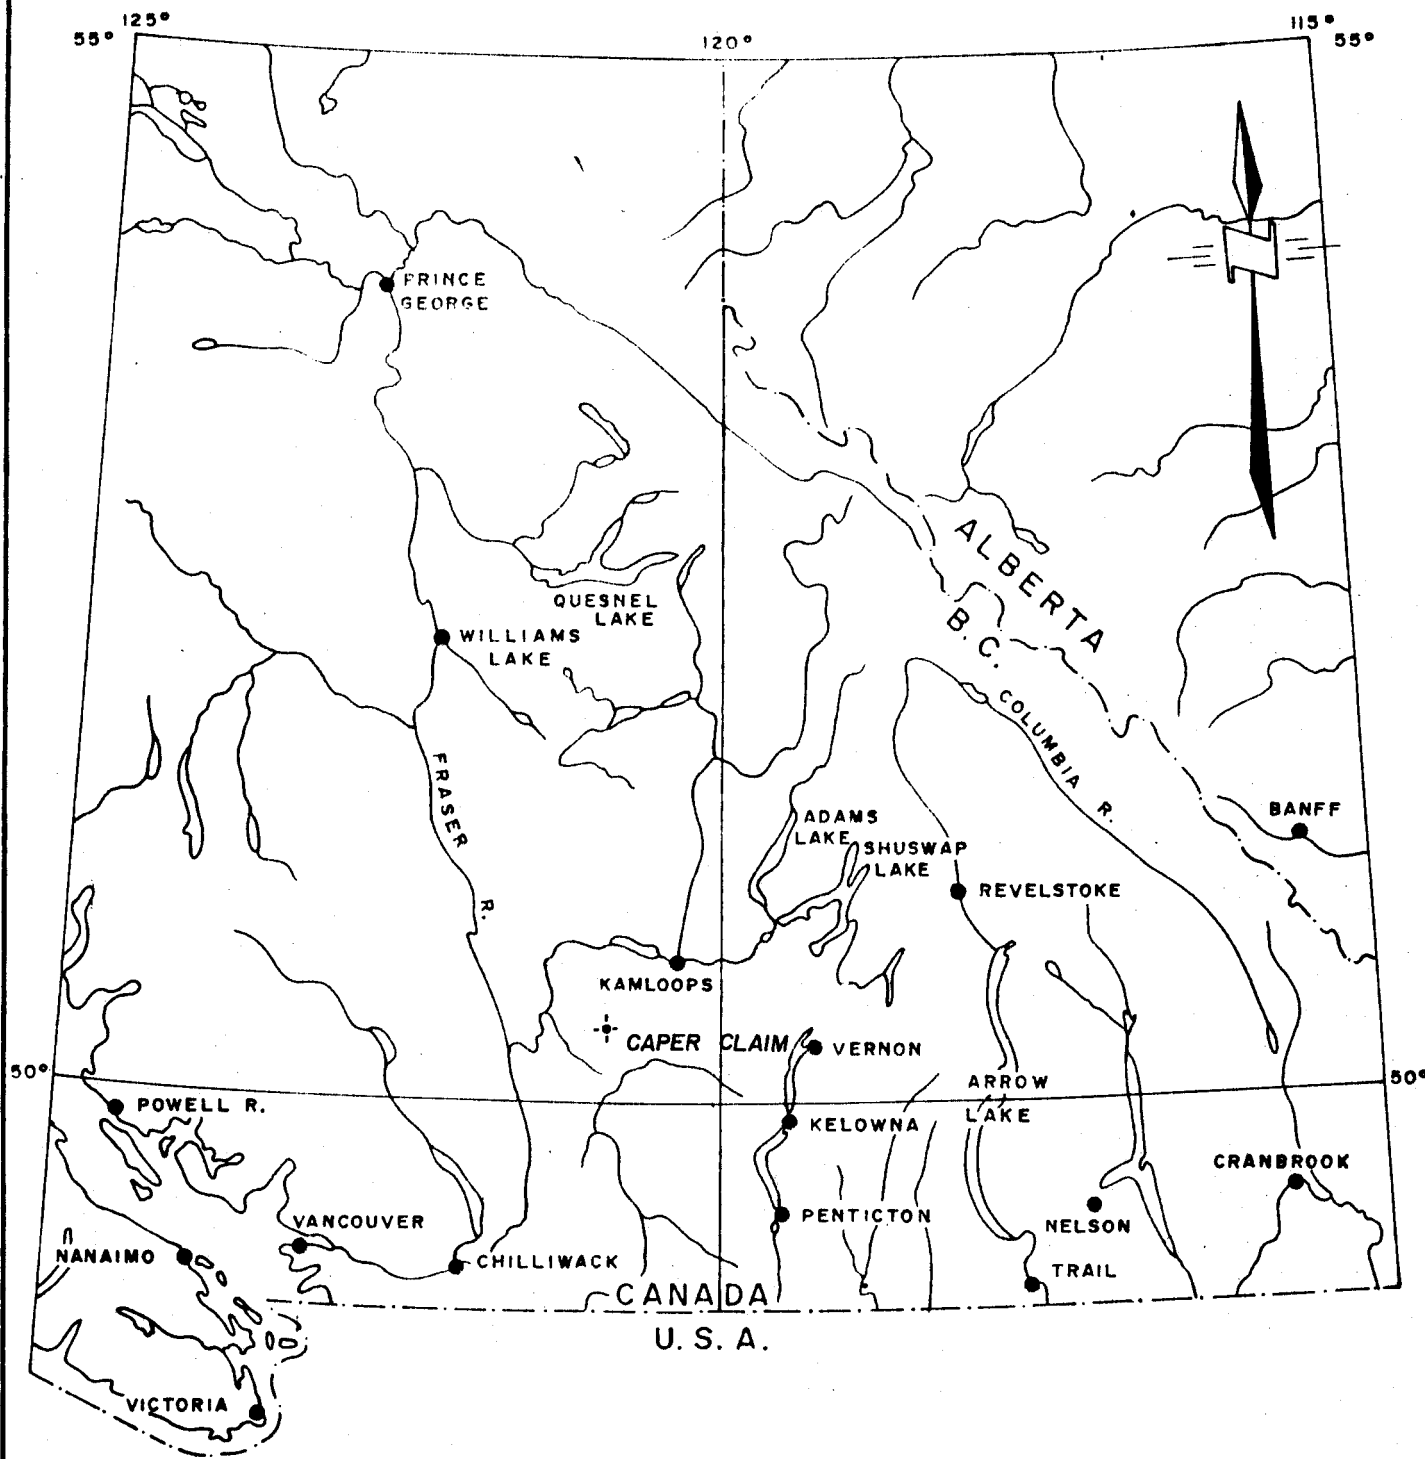 125°
115°
55°
120°
55°
PRINCE
GEORGE
ALBERTA
B.C.
QUESNEL
LAKE
WILLIAMS
LAKE
COLUMBIA R.
FRASER R.
BANFF
ADAMS
LAKE
SHUSWAP
LAKE
REVELSTOKE
KAMLOOPS
CAPER CLAIM
VERNON
50°
50°
ARROW
LAKE
POWELL R.
KELOWNA
CRANBROOK
PENTICTON
NELSON
VANCOUVER
NANAIMO
CHILLIWACK
TRAIL
CANADA
U.S.A.
VICTORIA